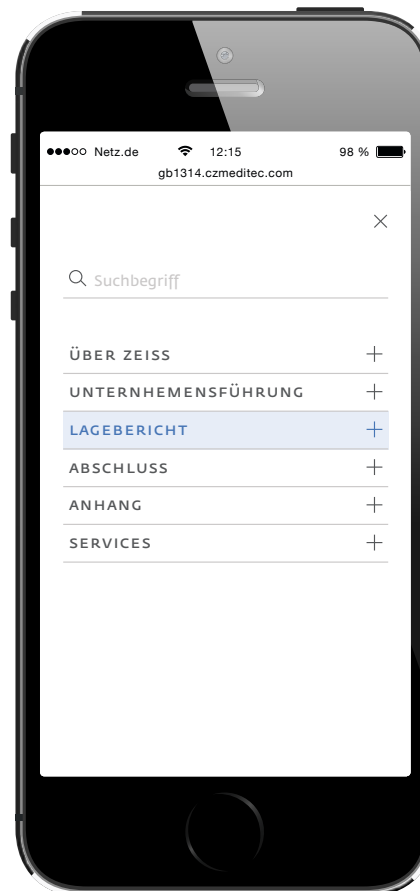 Netz.de 12:15 98 %
gb1314.czmeditec.com
Suchbegriff
ÜBER ZEISS
UNTERNHEMENSFÜHRUNG
LAGEBERICHT
ABSCHLUSS
ANHANG
SERVICES